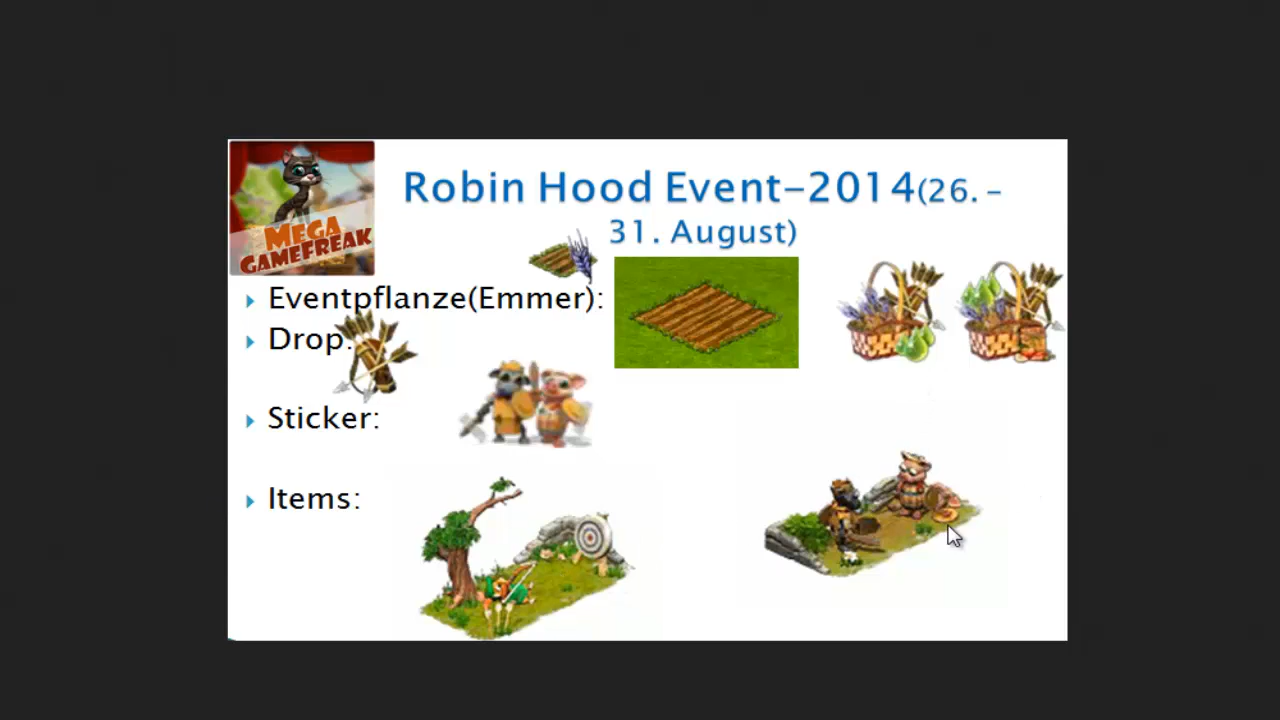 Robin Hood Event-2014(26. -
31. August)
MEGA
GAMEFREAK
Eventpflanze(Emmer):
Drop:
Sticker:
Items: